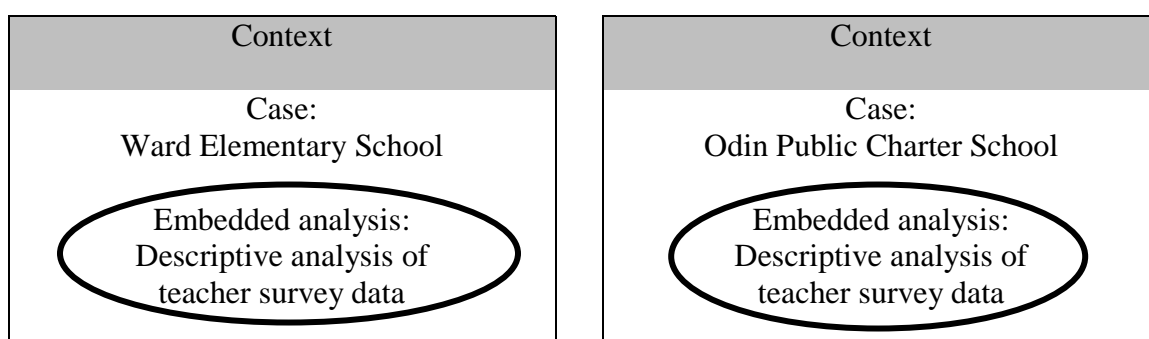 Context
Case:
Ward Elementary School
Embedded analysis:
Descriptive analysis of
teacher survey data
Context
Case:
Odin Public Charter School
Embedded analysis:
Descriptive analysis of
teacher survey data